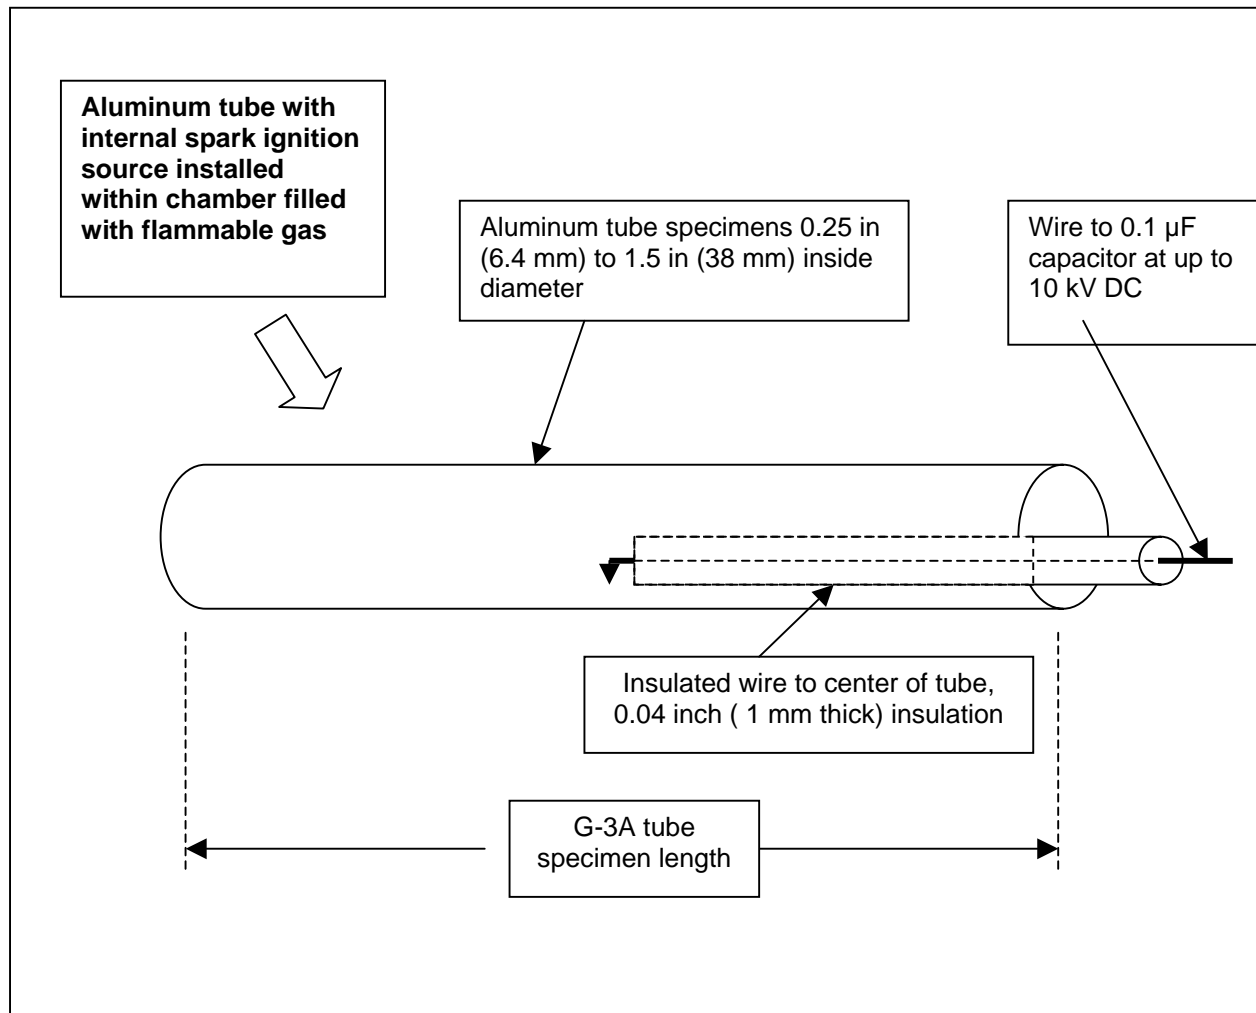 Aluminum tube with
internal spark ignition
source installed
within chamber filled
with flammable gas
Aluminum tube specimens 0.25 in
(6.4 mm) to 1.5 in (38 mm) inside
diameter
Wire to 0.1 µF
capacitor at up to
10 kV DC
Insulated wire to center of tube,
0.04 inch ( 1 mm thick) insulation
G-3A tube
specimen length